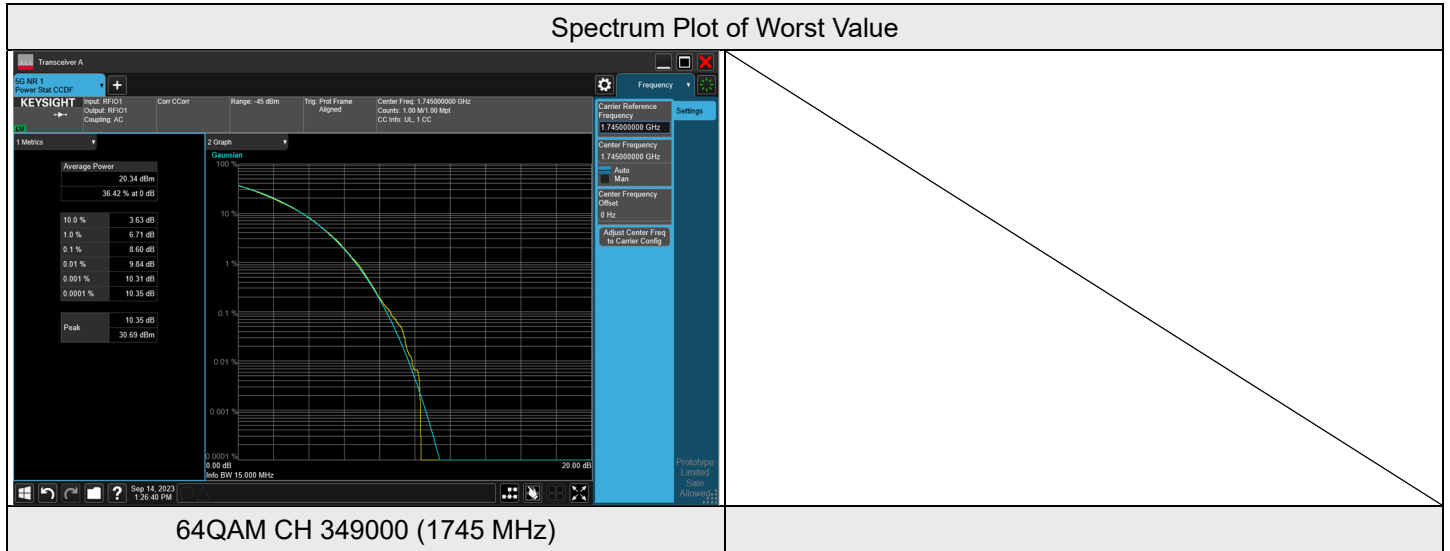 Spectrum Plot of Worst Value
Transceiver A
5G NR 1
Power Stat CCDF
Frequency
KEYSIGHT
Input: RFIO1
Output: RFIO1
Coupling: AC
Corr CCorr
Range: -45 dBm
Trig: Prot Frame
Aligned
Center Freq: 1.745000000 GHz
Counts: 1.00 M/1.00 Mpt
CC Info: UL, 1 CC
1 Metrics
Average Power
20.34 dBm
36.42 % at 0 dB
10.0 % 3.63 dB
1.0 % 6.71 dB
0.1 % 8.60 dB
0.01 % 9.84 dB
0.001 % 10.31 dB
0.0001 % 10.35 dB
Peak
10.35 dB
30.69 dBm
2 Graph
Gaussian
100 %
10 %
1 %
0.1 %
0.01 %
0.001 %
0.0001 %
0.00 dB
20.00 dB
Info BW 15.000 MHz
Carrier Reference
Frequency
1.745000000 GHz
Center Frequency
1.745000000 GHz
Auto
Man
Center Frequency
Offset
0 Hz
Adjust Center Freq
to Carrier Config
Settings
Prototype
Limited
Sale
Allowed
Sep 14, 2023
1:26:40 PM
64QAM CH 349000 (1745 MHz)